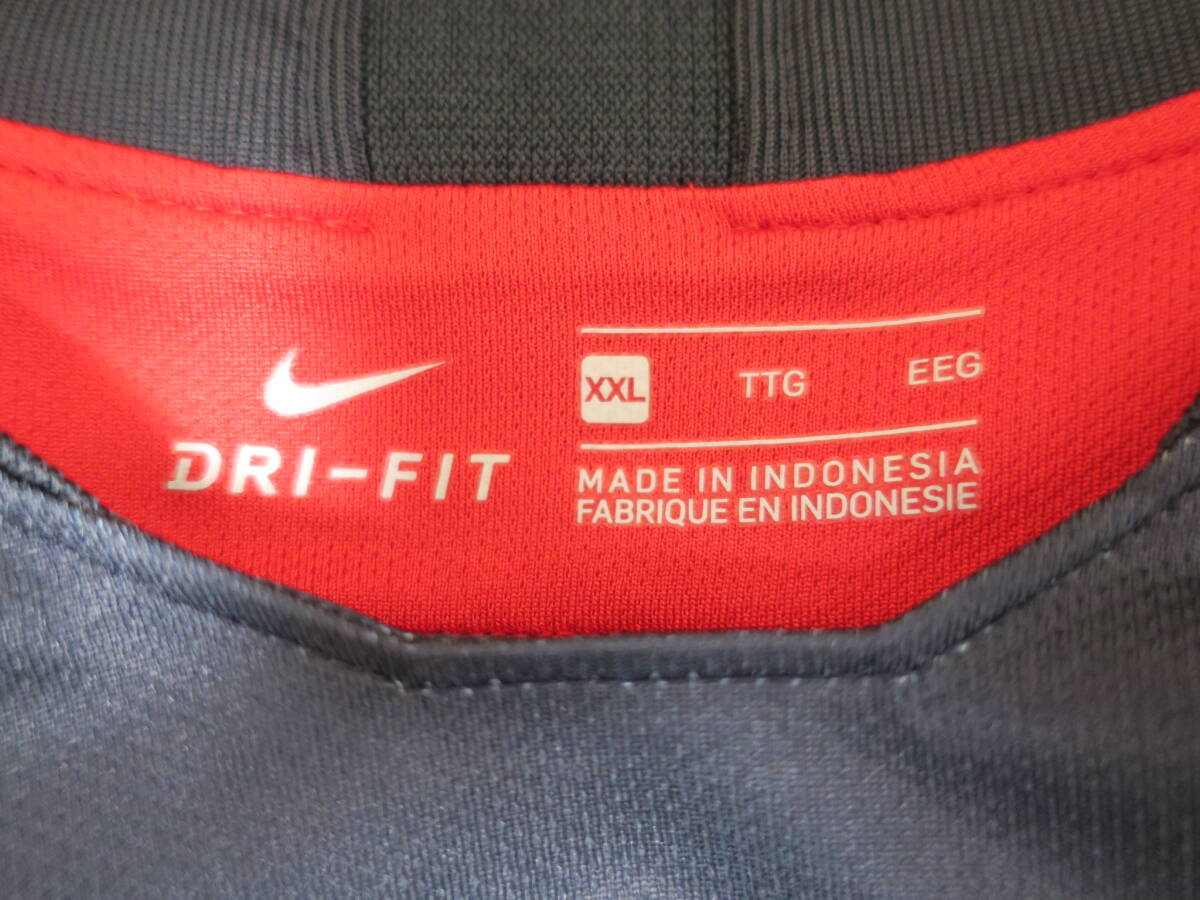 DRI-FIT
XXL TTG EEG
MADE IN INDONESIA
FABRIQUE EN INDONESIE